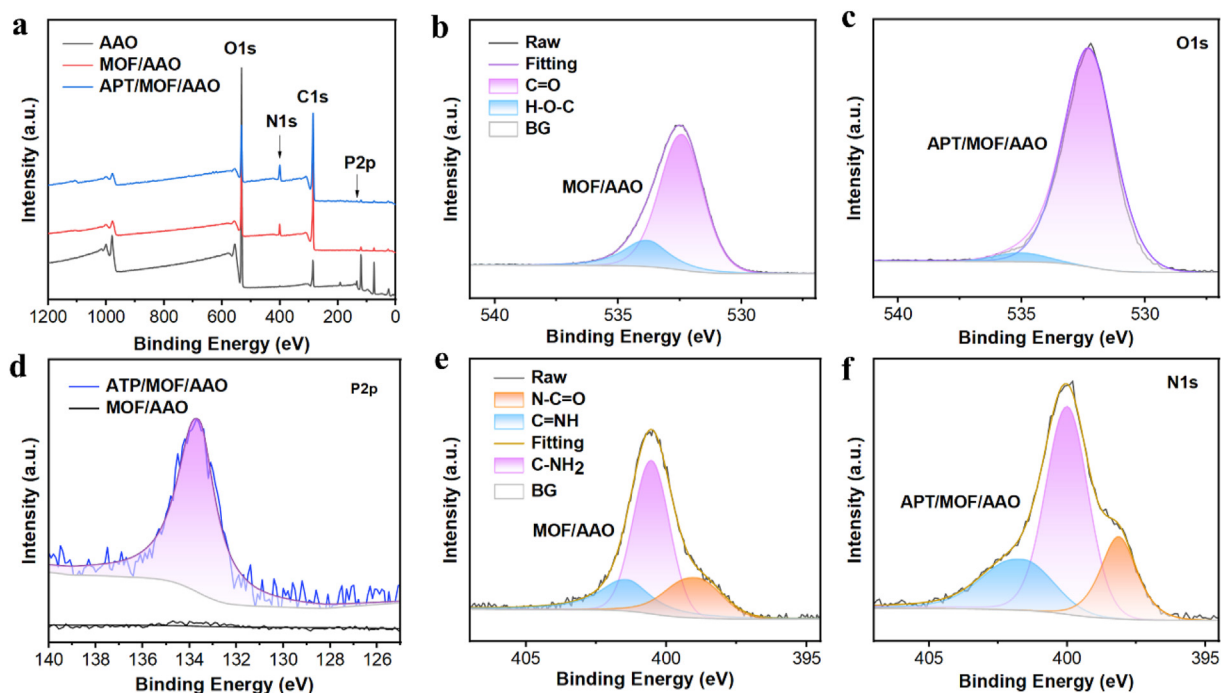 a
AAO
MOF/AAO
APT/MOF/AAO
O1s
N1s
C1s
P2p
Intensity (a.u.)
1200 1000 800 600 400 200 0
Binding Energy (eV)
b
Raw
Fitting
C=O
H-O-C
BG
MOF/AAO
Intensity (a.u.)
540 535 530
Binding Energy (eV)
c
O1s
APT/MOF/AAO
Intensity (a.u.)
540 535 530
Binding Energy (eV)
d
ATP/MOF/AAO
MOF/AAO
P2p
Intensity (a.u.)
140 138 136 134 132 130 128 126
Binding Energy (eV)
e
Raw
N-C=O
C=NH
Fitting
C-NH2
BG
MOF/AAO
Intensity (a.u.)
405 400 395
Binding Energy (eV)
f
N1s
APT/MOF/AAO
Intensity (a.u.)
405 400 395
Binding Energy (eV)